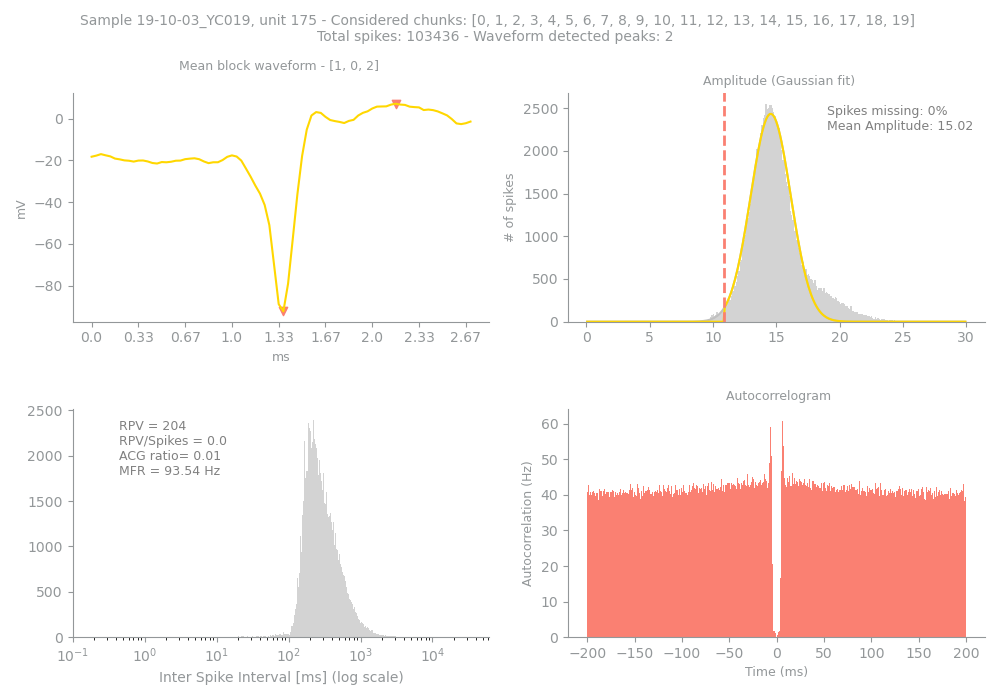 Sample 19-10-03_YC019, unit 175 - Considered chunks: [0, 1, 2, 3, 4, 5, 6, 7, 8, 9, 10, 11, 12, 13, 14, 15, 16, 17, 18, 19]
Total spikes: 103436 - Waveform detected peaks: 2
Mean block waveform - [1, 0, 2]
0
−20
−40
−60
−80
mV
0.0 0.33 0.67 1.0 1.33 1.67 2.0 2.33 2.67
ms
Amplitude (Gaussian fit)
Spikes missing: 0%
Mean Amplitude: 15.02
2500
2000
1500
1000
500
0
# of spikes
0 5 10 15 20 25 30
2500
2000
1500
1000
500
0
RPV = 204
RPV/Spikes = 0.0
ACG ratio= 0.01
MFR = 93.54 Hz
10⁻¹ 10⁰ 10¹ 10² 10³ 10⁴
Inter Spike Interval [ms] (log scale)
Autocorrelogram
60
50
40
30
20
10
0
Autocorrelation (Hz)
−200 −150 −100 −50 0 50 100 150 200
Time (ms)